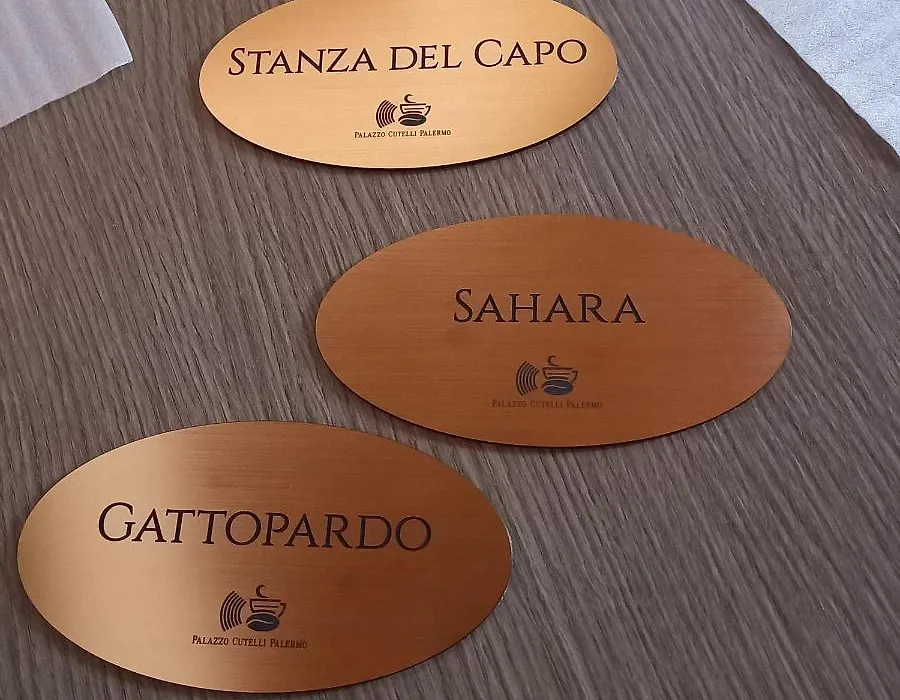 Stanza del Capo
Palazzo Cutelli Palermo
Sahara
Palazzo Cutelli Palermo
Gattopardo
Palazzo Cutelli Palermo